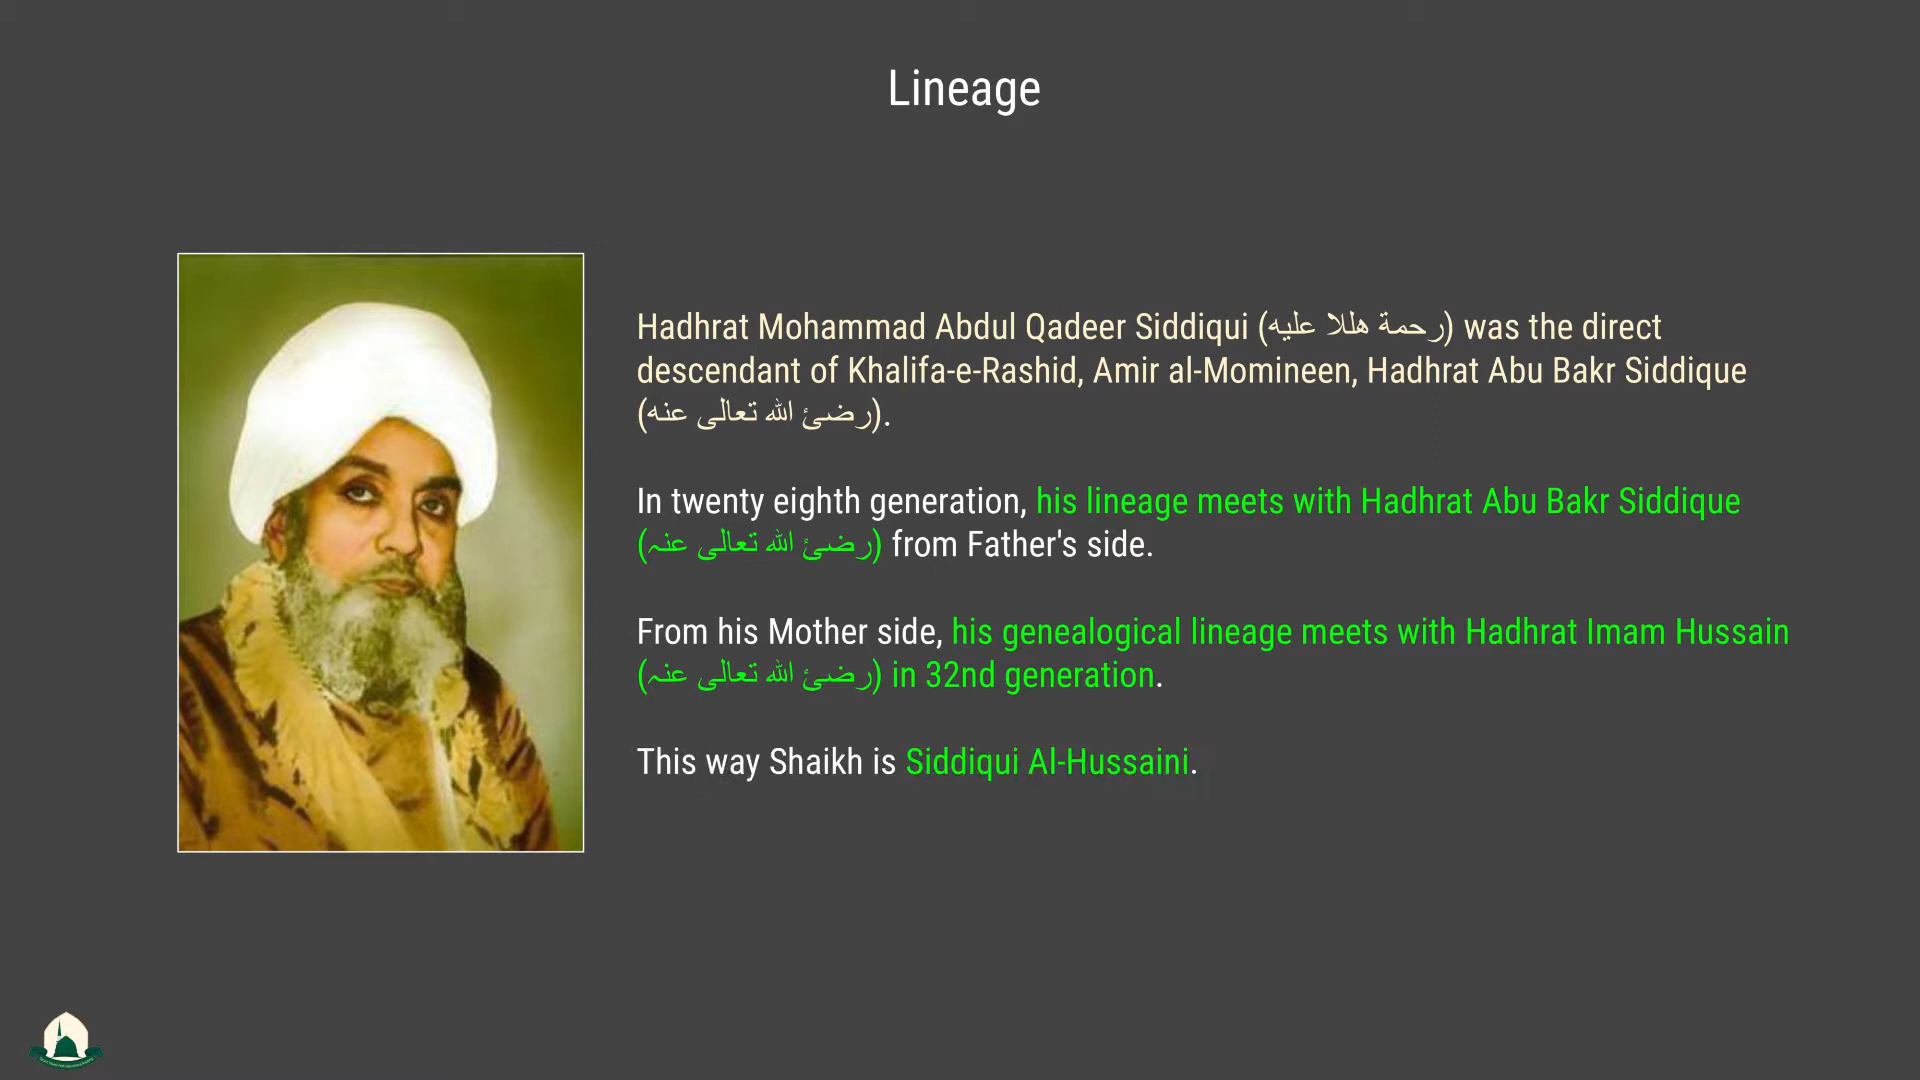 Lineage
Hadhrat Mohammad Abdul Qadeer Siddiqui (رحمة هللا عليه) was the direct
descendant of Khalifa-e-Rashid, Amir al-Momineen, Hadhrat Abu Bakr Siddique
(رضئ الله تعالى عنه).
In twenty eighth generation, his lineage meets with Hadhrat Abu Bakr Siddique
(رضئ الله تعالى عنہ) from Father's side.
From his Mother side, his genealogical lineage meets with Hadhrat Imam Hussain
(رضئ الله تعالى عنہ) in 32nd generation.
This way Shaikh is Siddiqui Al-Hussaini.